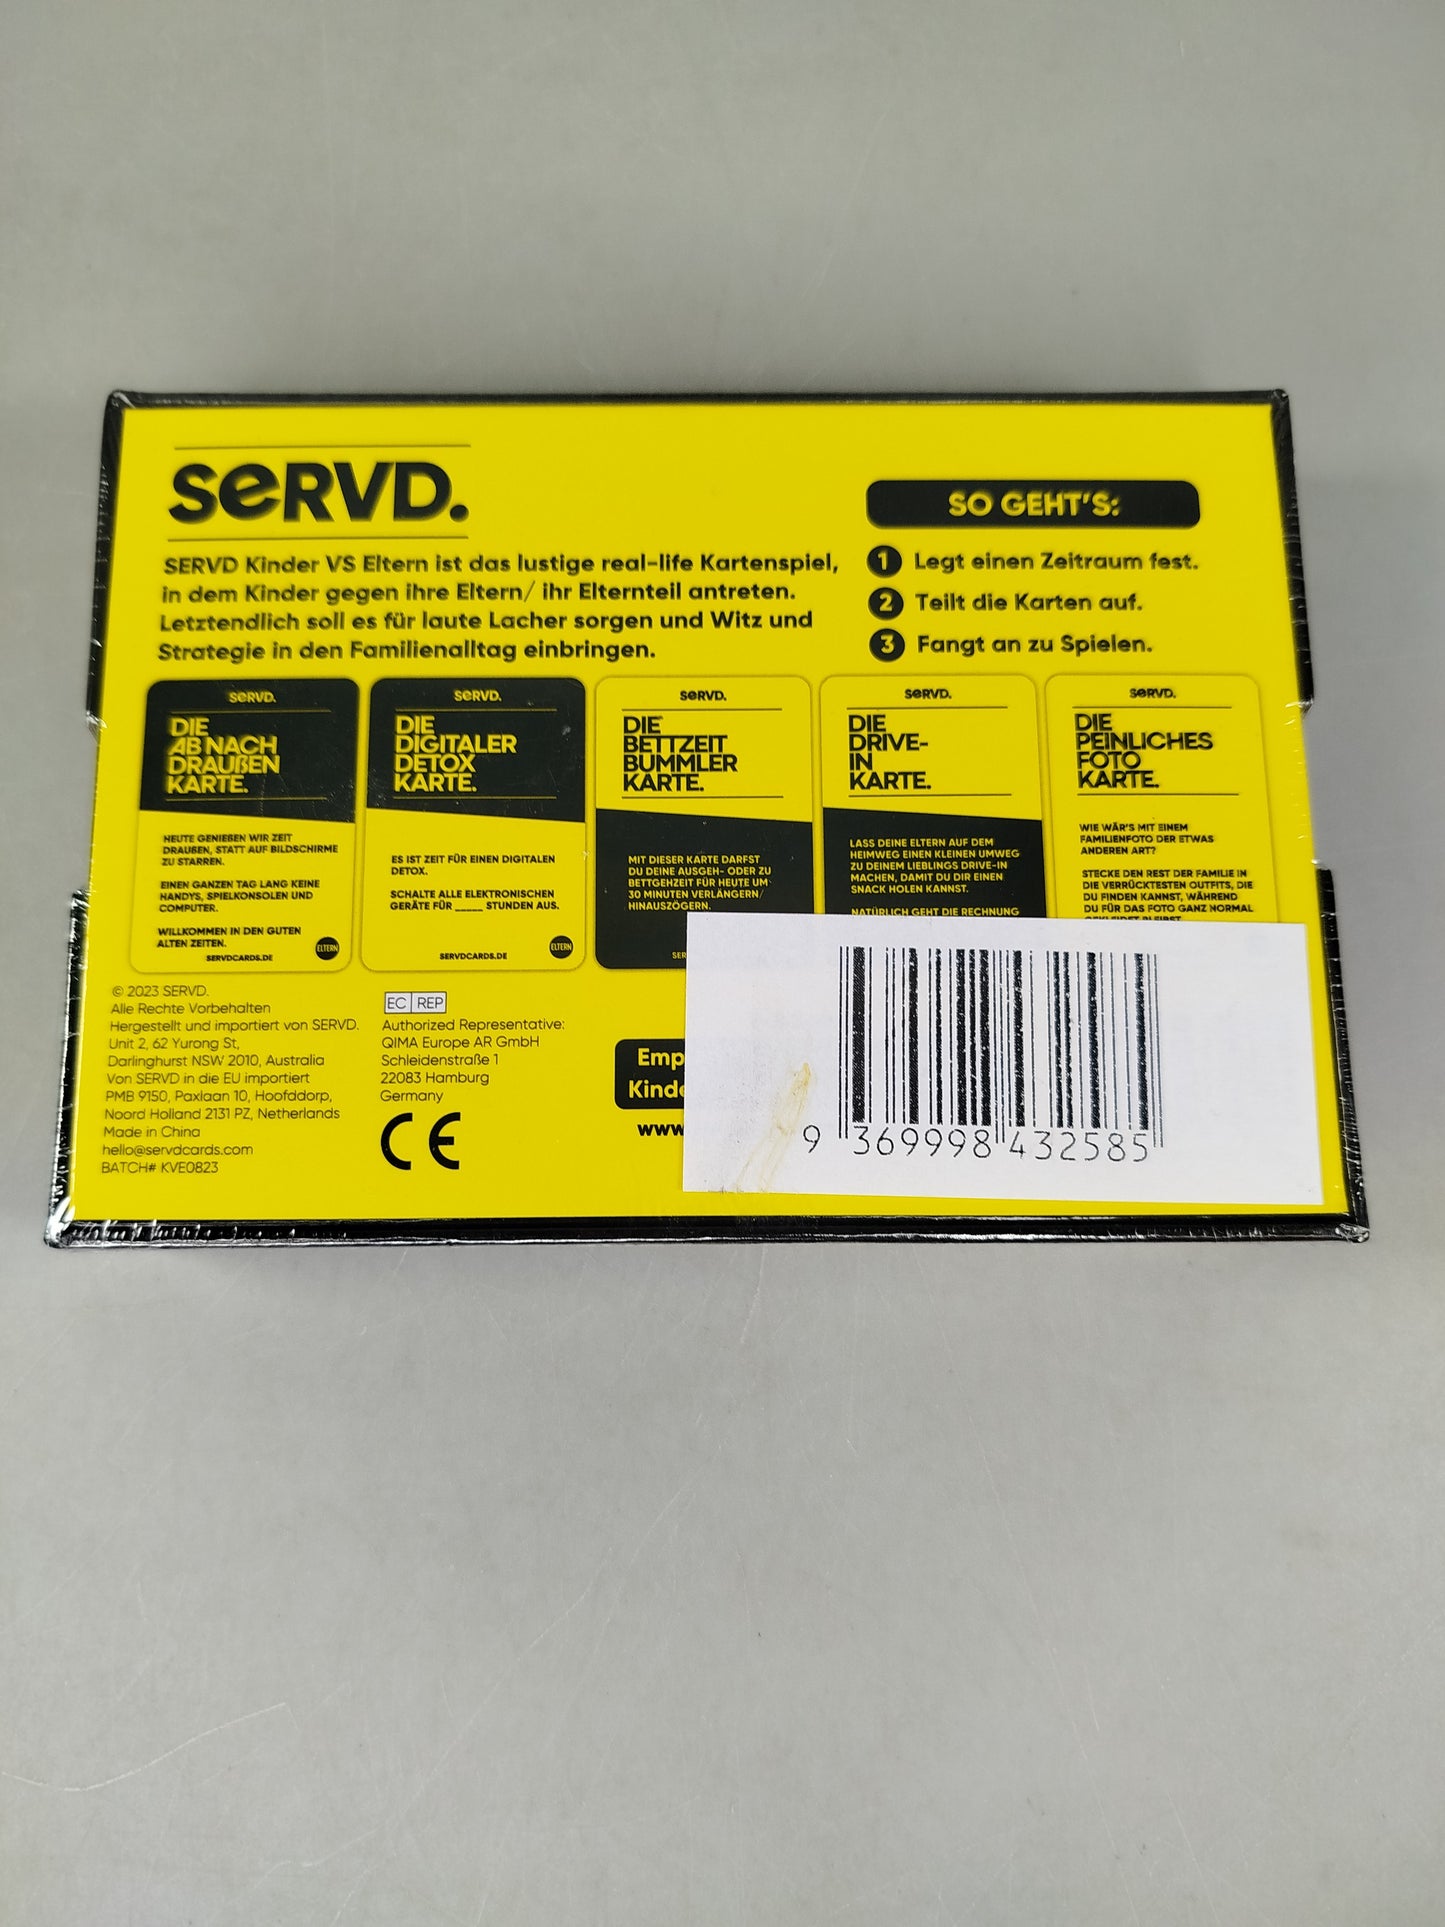 SERVD.
SERVD Kinder VS Eltern ist das lustige real-life Kartenspiel,
in dem Kinder gegen ihre Eltern/ ihr Elternteil antreten.
Letztendlich soll es für laute Lacher sorgen und Witz und
Strategie in den Familienalltag einbringen.
SO GEHT'S:
1 Legt einen Zeitraum fest.
2 Teilt die Karten auf.
3 Fangt an zu Spielen.
SERVD.
DIE
AB NACH
DRAUßEN
KARTE.
HEUTE GENIEßEN WIR ZEIT
DRAUßEN, STATT AUF BILDSCHIRME
ZU STARREN.
EINEN GANZEN TAG LANG KEINE
HANDYS, SPIELKONSOLEN UND
COMPUTER.
WILLKOMMEN IN DEN GUTEN
ALTEN ZEITEN.
ELTERN
SERVDCARDS.DE
SERVD.
DIE
DIGITALER
DETOX
KARTE.
ES IST ZEIT FÜR EINEN DIGITALEN
DETOX.
SCHALTE ALLE ELEKTRONISCHEN
GERÄTE FÜR _____ STUNDEN AUS.
ELTERN
SERVDCARDS.DE
SERVD.
DIE
BETTZEIT
BUMMLER
KARTE.
MIT DIESER KARTE DARFST
DU DEINE AUSGEH- ODER ZU
BETTGEHZEIT FÜR HEUTE UM
30 MINUTEN VERLÄNGERN/
HINAUSZÖGERN.
SER
SERVD.
DIE
DRIVE-
IN
KARTE.
LASS DEINE ELTERN AUF DEM
HEIMWEG EINEN KLEINEN UMWEG
ZU DEINEM LIEBLINGS DRIVE-IN
MACHEN, DAMIT DU DIR EINEN
SNACK HOLEN KANNST.
NATÜRLICH GEHT DIE RECHNUNG
SERVD.
DIE
PEINLICHES
FOTO
KARTE.
WIE WÄR'S MIT EINEM
FAMILIENFOTO DER ETWAS
ANDEREN ART?
STECKE DEN REST DER FAMILIE IN
DIE VERRÜCKTESTEN OUTFITS, DIE
DU FINDEN KANNST, WÄHREND
DU FÜR DAS FOTO GANZ NORMAL
GEKLEIDET BLEIBST.
© 2023 SERVD.
Alle Rechte Vorbehalten
Hergestellt und importiert von SERVD.
Unit 2, 62 Yurong St,
Darlinghurst NSW 2010, Australia
Von SERVD in die EU importiert
PMB 9150, Paxlaan 10, Hoofddorp,
Noord Holland 2131 PZ, Netherlands
Made in China
hello@servdcards.com
BATCH# KVE0823
EC REP
Authorized Representative:
QIMA Europe AR GmbH
Schleidenstraße 1
22083 Hamburg
Germany
CE
Emp
Kinde
www.
9 369998 432585